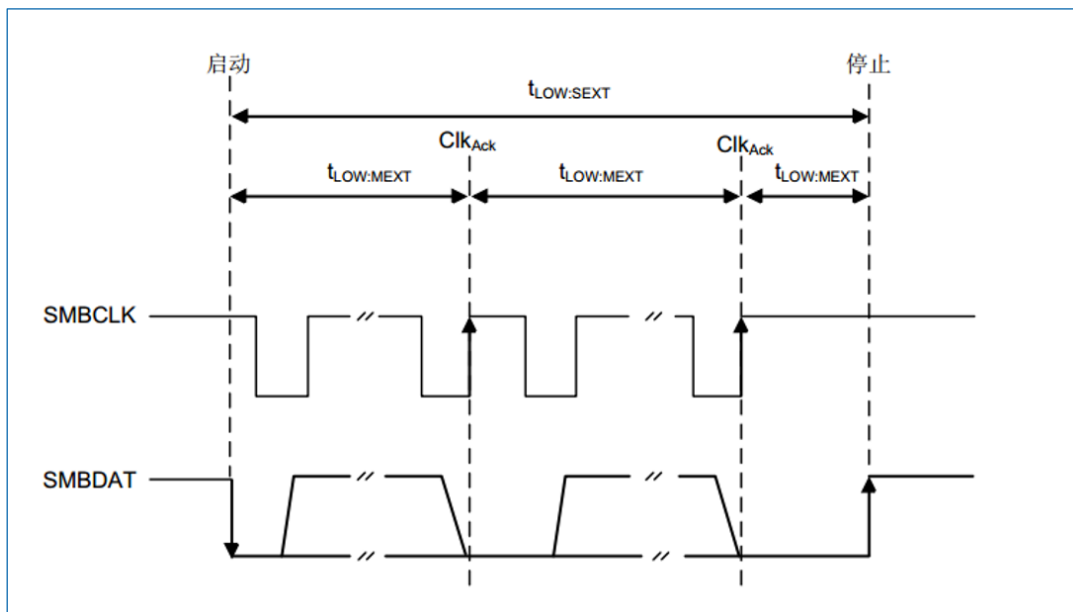 启动 停止
tLOW:SEXT
ClkAck ClkAck
tLOW:MEXT tLOW:MEXT tLOW:MEXT
SMBCLK
SMBDAT